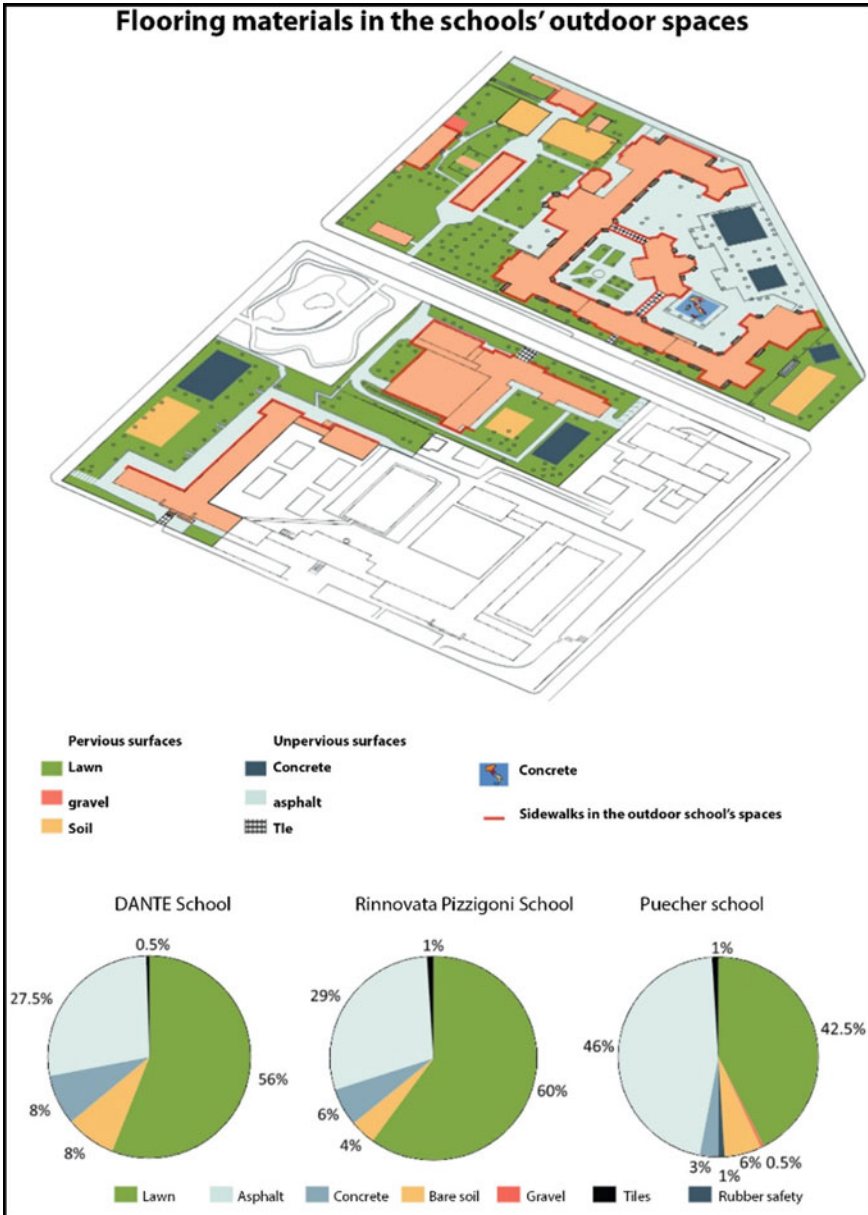 Flooring materials in the schools' outdoor spaces
Pervious surfaces
Lawn
gravel
Soil
Unpervious surfaces
Concrete
asphalt
Tle
Concrete
Sidewalks in the outdoor school's spaces
DANTE School
0.5%
27.5%
56%
8%
8%
Rinnovata Pizzigoni School
1%
29%
60%
6%
4%
Puecher school
1%
46%
42.5%
3%
1%
6%
0.5%
Lawn
Asphalt
Concrete
Bare soil
Gravel
Tiles
Rubber safety